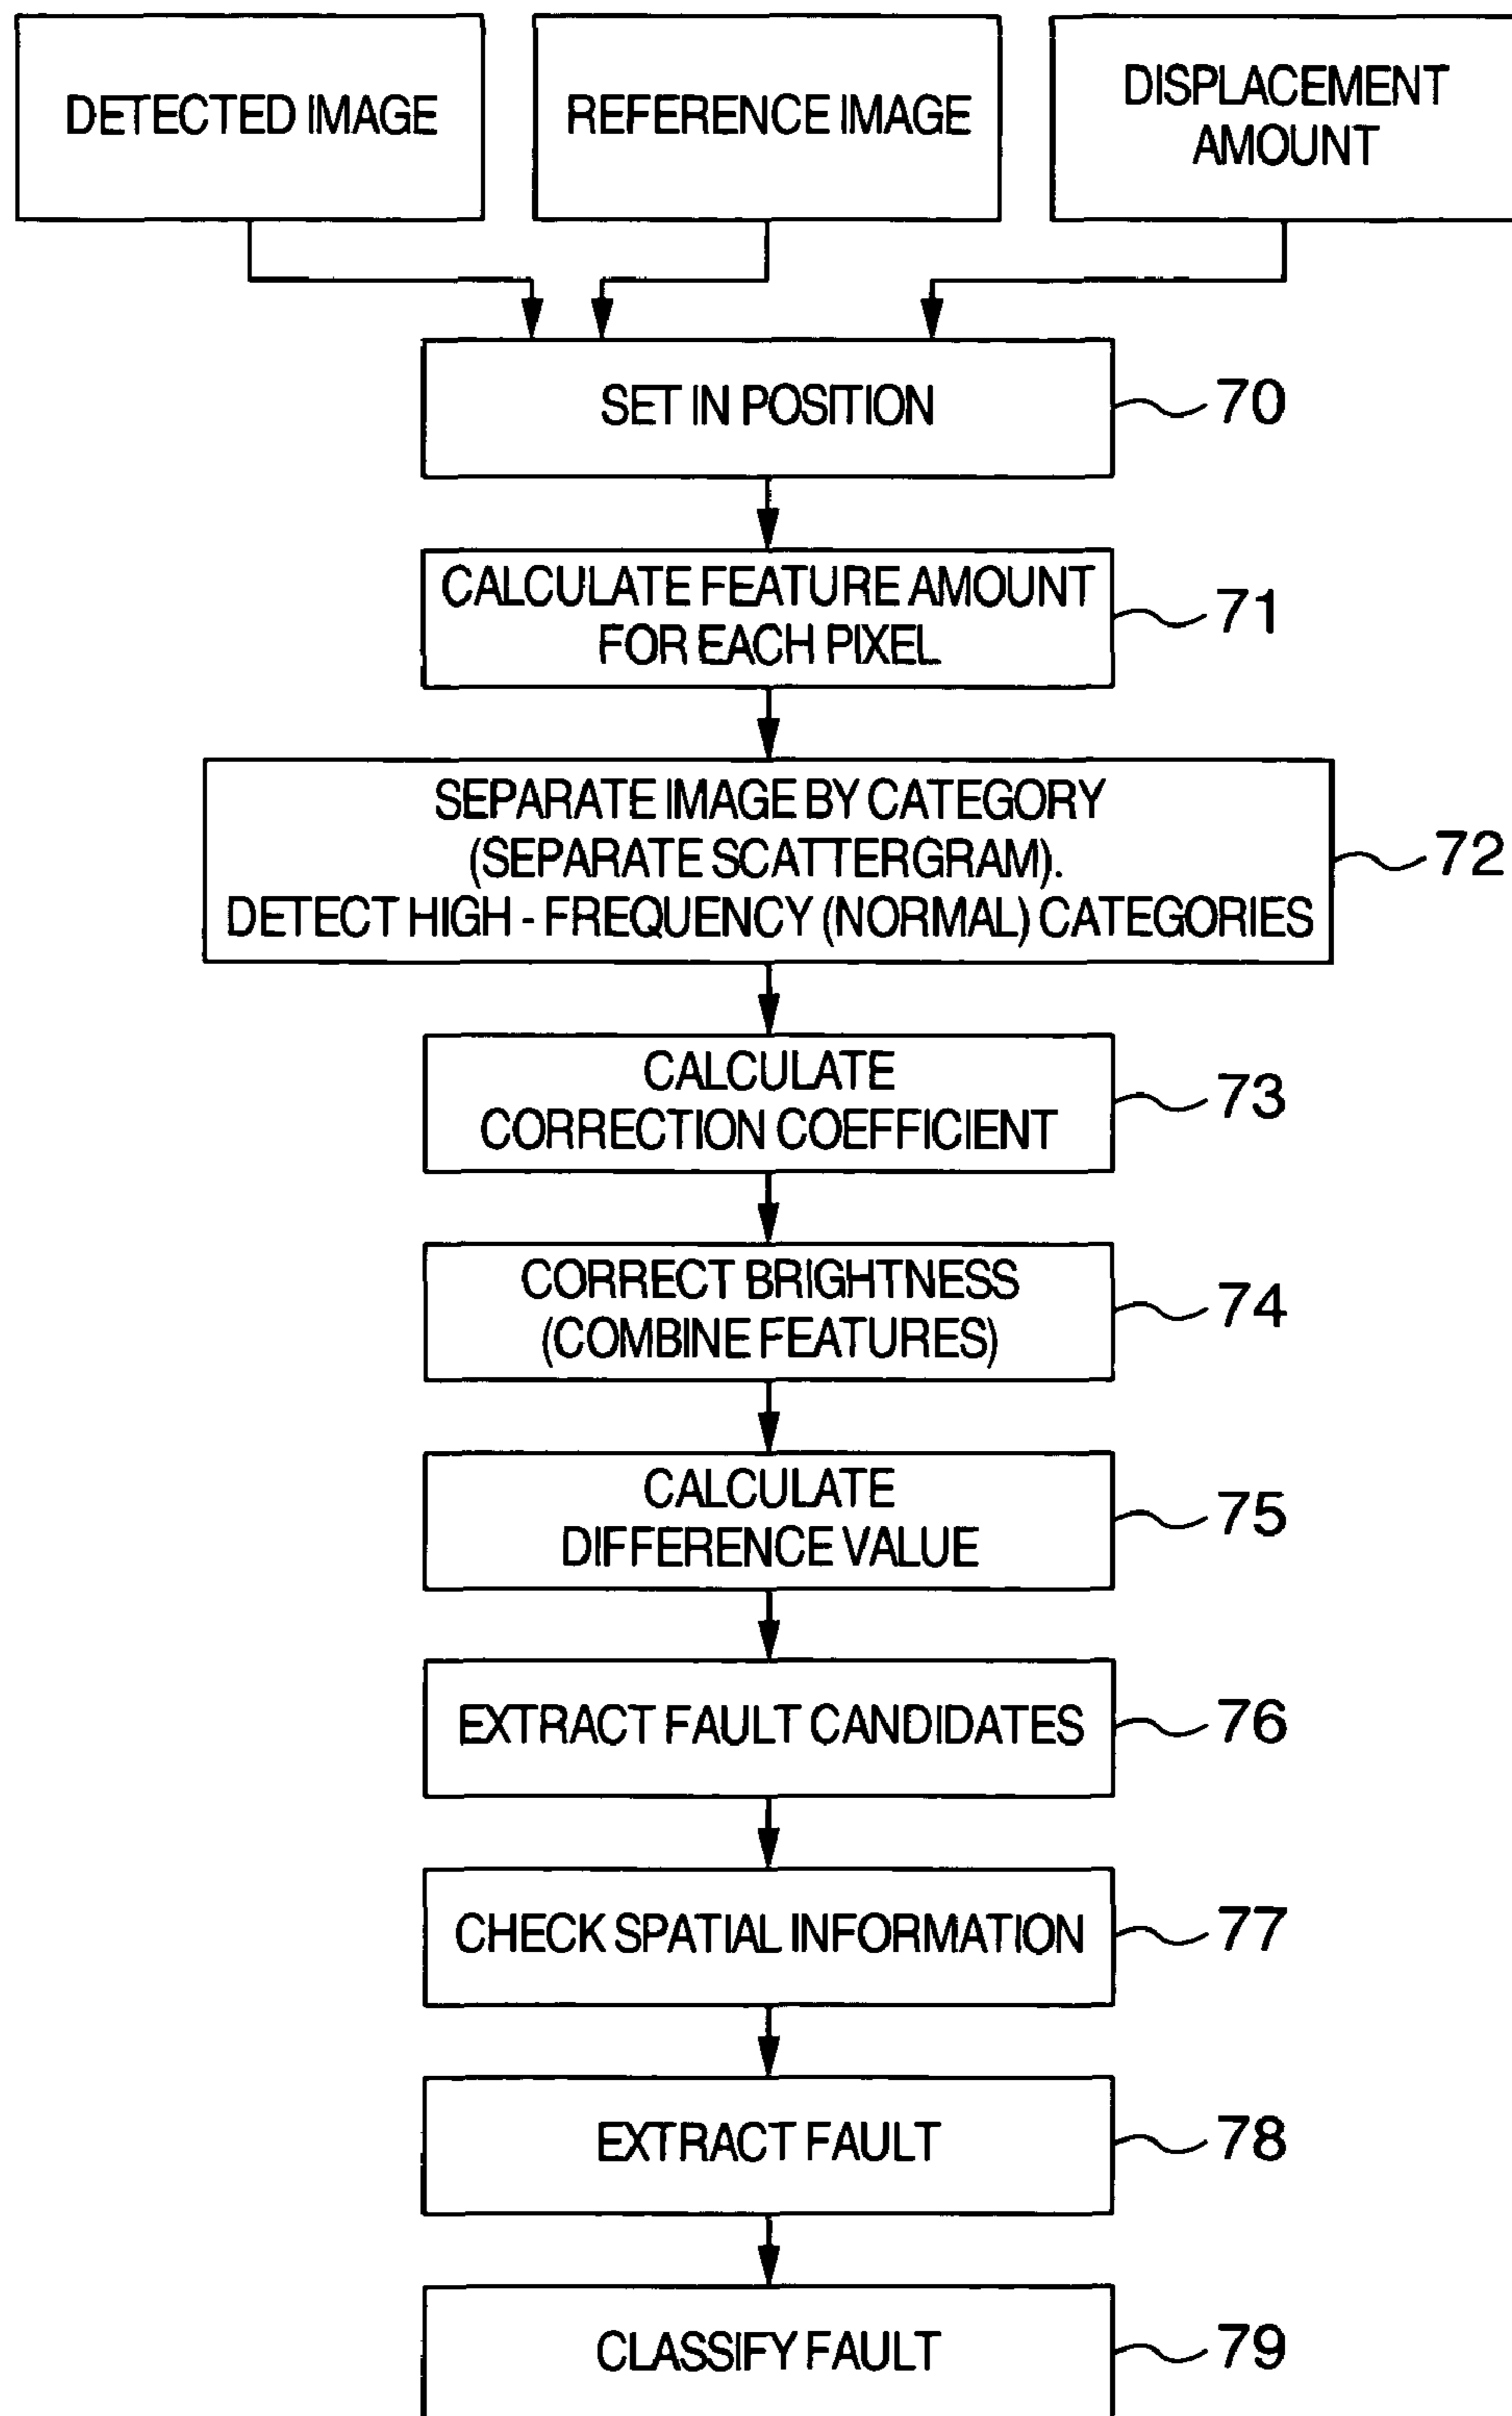 DETECTED IMAGE
REFERENCE IMAGE
DISPLACEMENT
AMOUNT
SET IN POSITION
70
CALCULATE FEATURE AMOUNT
FOR EACH PIXEL
71
SEPARATE IMAGE BY CATEGORY
(SEPARATE SCATTERGRAM).
DETECT HIGH - FREQUENCY (NORMAL) CATEGORIES
72
CALCULATE
CORRECTION COEFFICIENT
73
CORRECT BRIGHTNESS
(COMBINE FEATURES)
74
CALCULATE
DIFFERENCE VALUE
75
EXTRACT FAULT CANDIDATES
76
CHECK SPATIAL INFORMATION
77
EXTRACT FAULT
78
CLASSIFY FAULT
79